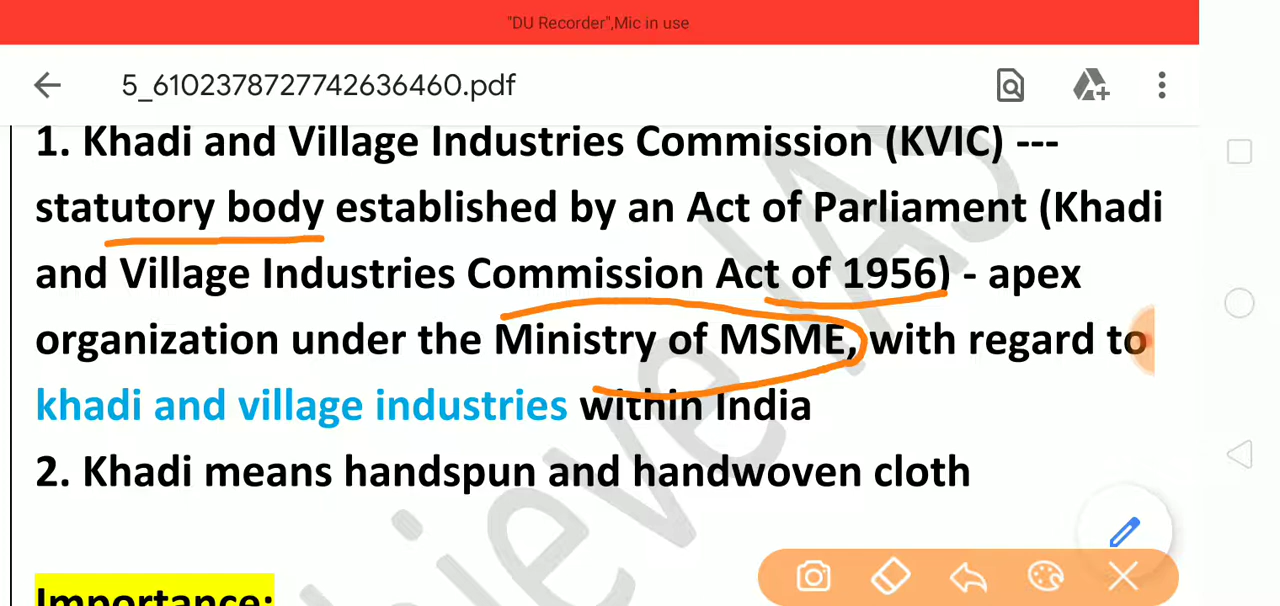 "DU Recorder",Mic in use
5_6102378727742636460.pdf
1. Khadi and Village Industries Commission (KVIC) ---
statutory body established by an Act of Parliament (Khadi
and Village Industries Commission Act of 1956) - apex
organization under the Ministry of MSME, with regard to
khadi and village industries within India
2. Khadi means handspun and handwoven cloth
Importance: